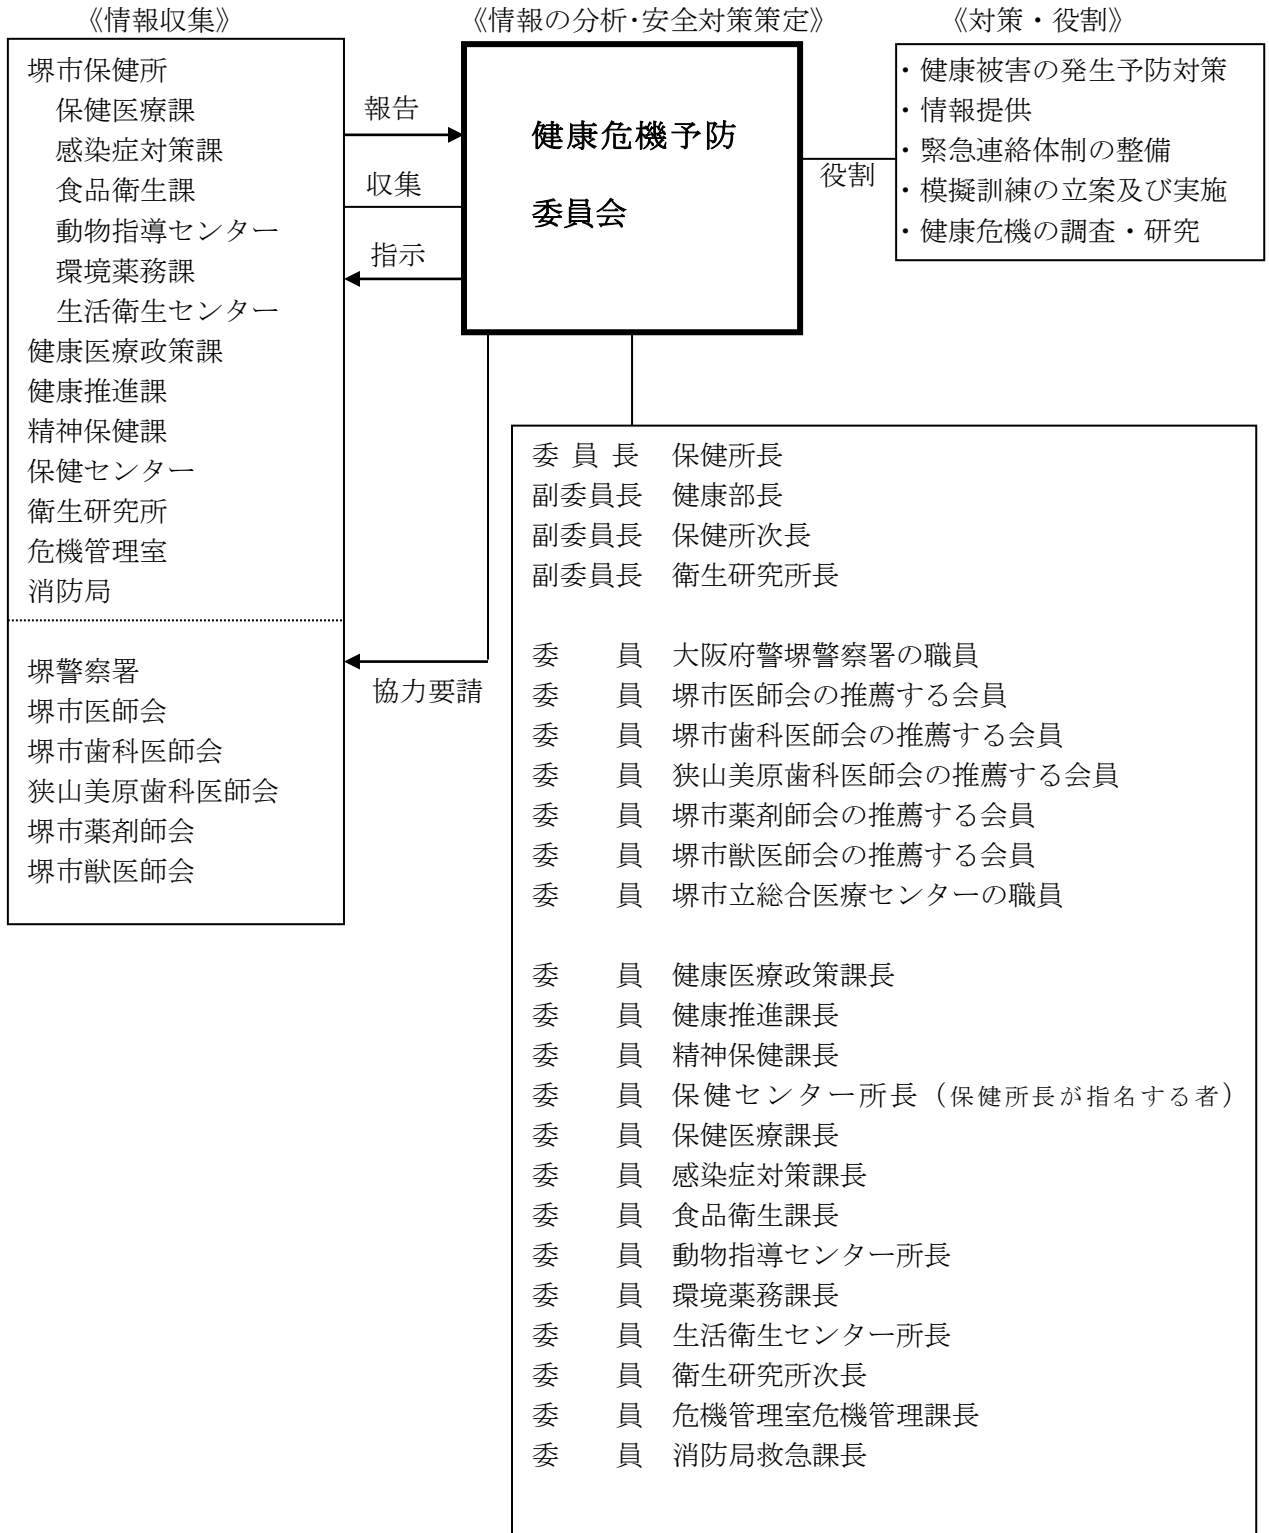 《情報収集》
堺市保健所
保健医療課
感染症対策課
食品衛生課
動物指導センター
環境薬務課
生活衛生センター
健康医療政策課
健康推進課
精神保健課
保健センター
衛生研究所
危機管理室
消防局
堺警察署
堺市医師会
堺市歯科医師会
狭山美原歯科医師会
堺市薬剤師会
堺市獣医師会
報告
収集
指示
協力要請
《情報の分析･安全対策策定》
健康危機予防
委員会
役割
《対策・役割》
・健康被害の発生予防対策
・情報提供
・緊急連絡体制の整備
・模擬訓練の立案及び実施
・健康危機の調査・研究
委 員 長　保健所長
副委員長　健康部長
副委員長　保健所次長
副委員長　衛生研究所長
委　　員　大阪府警堺警察署の職員
委　　員　堺市医師会の推薦する会員
委　　員　堺市歯科医師会の推薦する会員
委　　員　狭山美原歯科医師会の推薦する会員
委　　員　堺市薬剤師会の推薦する会員
委　　員　堺市獣医師会の推薦する会員
委　　員　堺市立総合医療センターの職員
委　　員　健康医療政策課長
委　　員　健康推進課長
委　　員　精神保健課長
委　　員　保健センター所長（保健所長が指名する者）
委　　員　保健医療課長
委　　員　感染症対策課長
委　　員　食品衛生課長
委　　員　動物指導センター所長
委　　員　環境薬務課長
委　　員　生活衛生センター所長
委　　員　衛生研究所次長
委　　員　危機管理室危機管理課長
委　　員　消防局救急課長